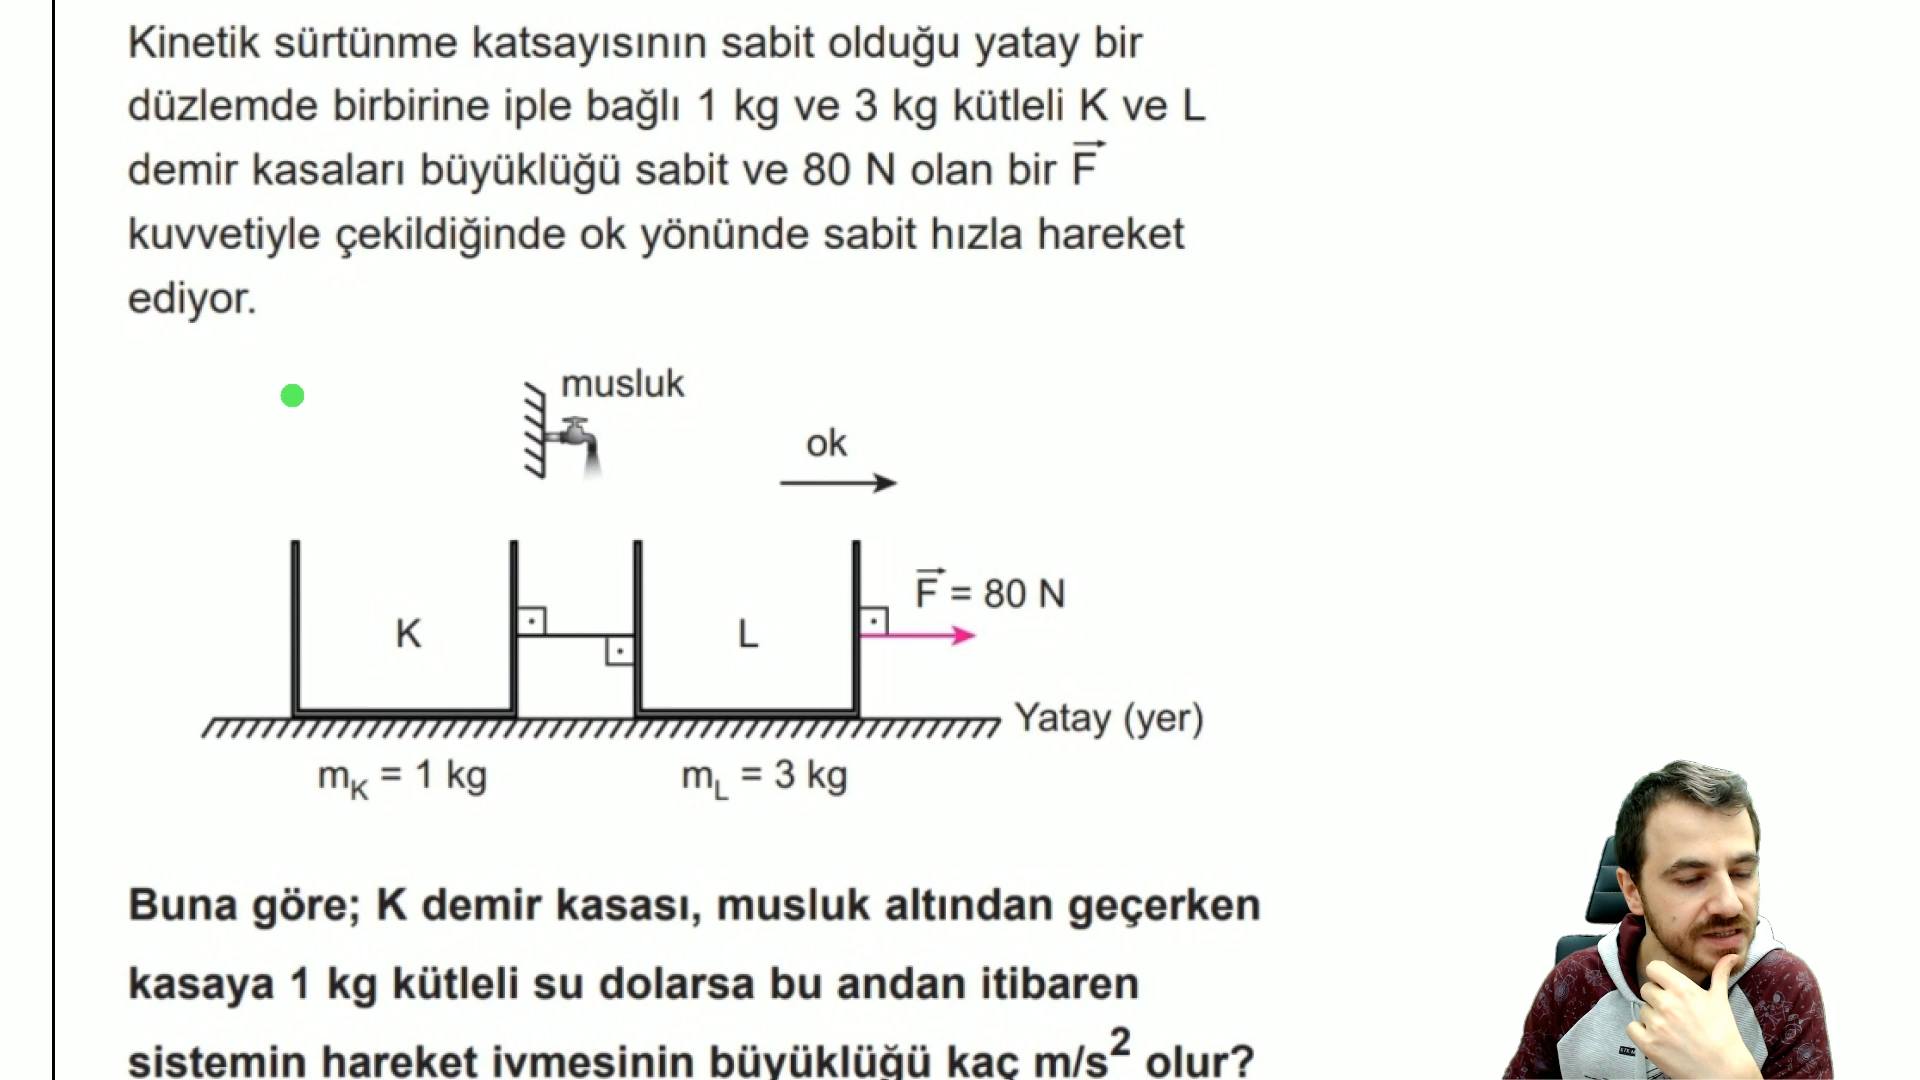 Kinetik sürtünme katsayısının sabit olduğu yatay bir
düzlemde birbirine iple bağlı 1 kg ve 3 kg kütleli K ve L
demir kasaları büyüklüğü sabit ve 80 N olan bir F⃗
kuvvetiyle çekildiğinde ok yönünde sabit hızla hareket
ediyor.
musluk
ok
F⃗ = 80 N
K
L
Yatay (yer)
mK = 1 kg
mL = 3 kg
Buna göre; K demir kasası, musluk altından geçerken
kasaya 1 kg kütleli su dolarsa bu andan itibaren
sistemin hareket ivmesinin büyüklüğü kaç m/s² olur?